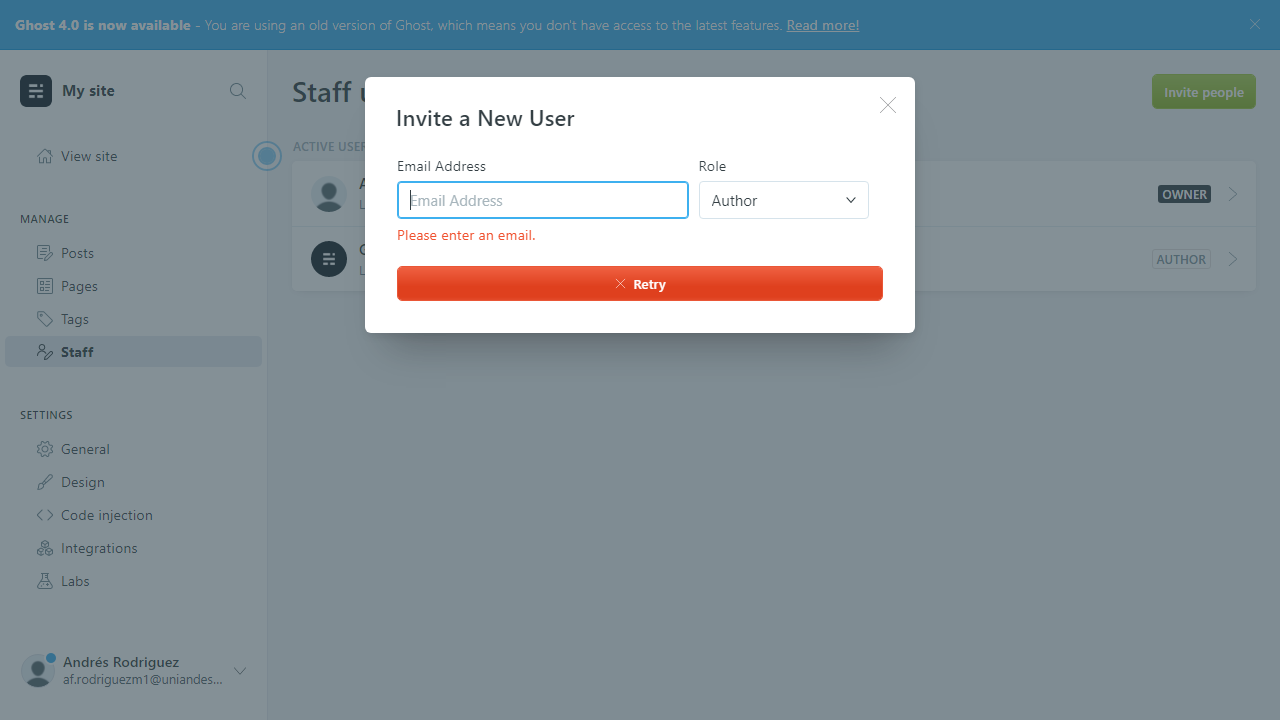 Ghost 4.0 is now available - You are using an old version of Ghost, which means you don't have access to the latest features. Read more!
My site
View site
MANAGE
Posts
Pages
Tags
Staff
SETTINGS
General
Design
Code injection
Integrations
Labs
Andrés Rodriguez
af.rodriguezm1@uniandes...
Staff
Invite people
ACTIVE USER
OWNER
AUTHOR
Invite a New User
Email Address
Role
Email Address
Author
Please enter an email.
Retry